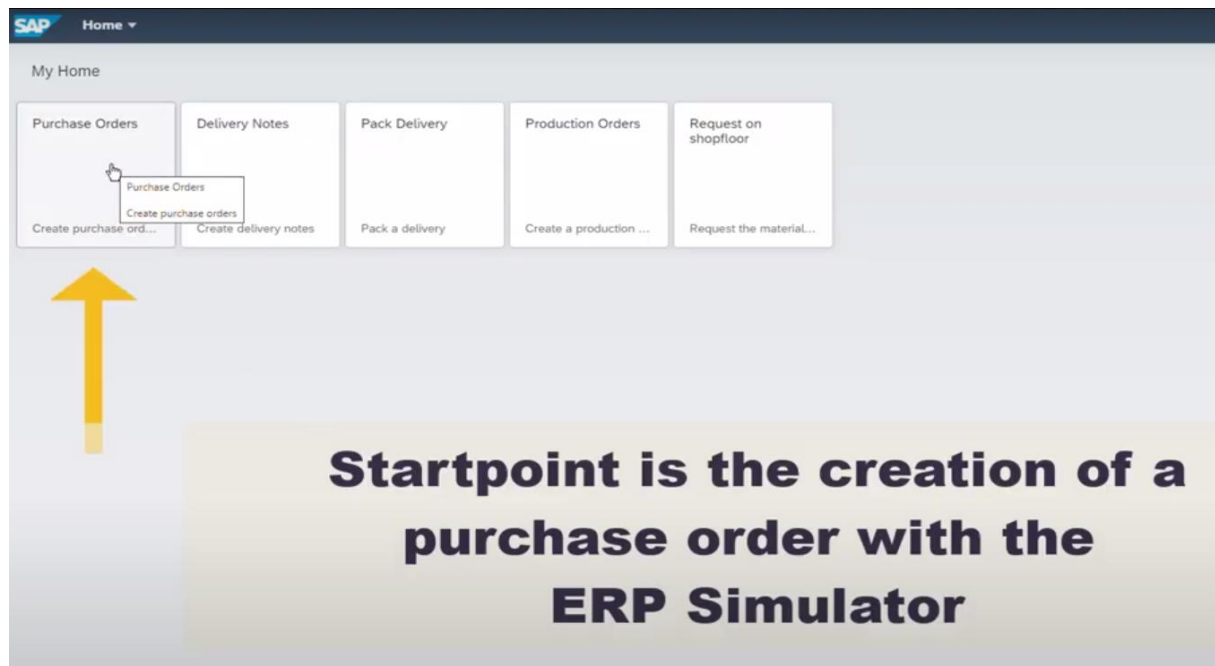 SAP Home
My Home
Purchase Orders
Delivery Notes
Pack Delivery
Production Orders
Request on
shopfloor
Purchase Orders
Create purchase orders
Create purchase ord...
Create delivery notes
Pack a delivery
Create a production ...
Request the material...
Startpoint is the creation of a
purchase order with the
ERP Simulator